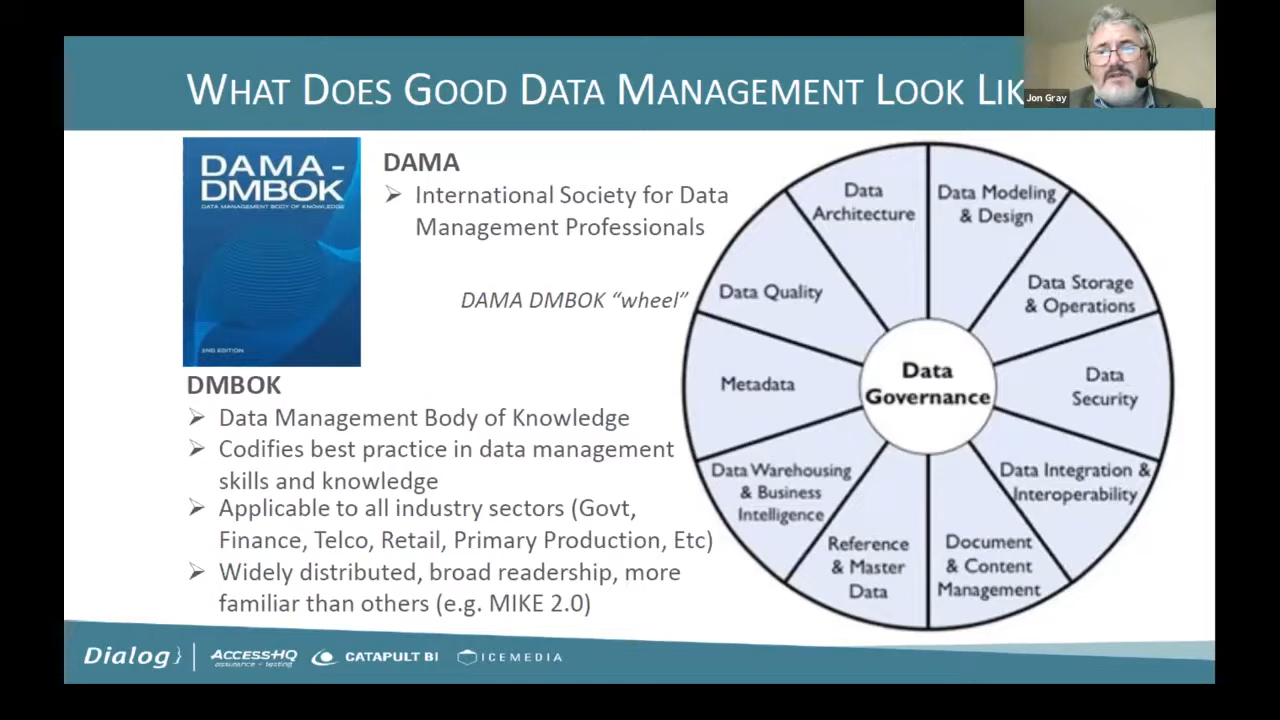 WHAT DOES GOOD DATA MANAGEMENT LOOK LIK
Jon Gray
DAMA-
DMBOK
DATA MANAGEMENT BODY OF KNOWLEDGE
2ND EDITION
DAMA
➢ International Society for Data
Management Professionals
DAMA DMBOK “wheel”
DMBOK
➢ Data Management Body of Knowledge
➢ Codifies best practice in data management
skills and knowledge
➢ Applicable to all industry sectors (Govt,
Finance, Telco, Retail, Primary Production, Etc)
➢ Widely distributed, broad readership, more
familiar than others (e.g. MIKE 2.0)
Data
Architecture
Data Modeling
& Design
Data Storage
& Operations
Data
Security
Data Integration &
Interoperability
Document
& Content
Management
Reference
& Master
Data
Data Warehousing
& Business
Intelligence
Metadata
Data Quality
Data
Governance
Dialog}
ACCESSHQ
assurance + testing
CATAPULT BI
ICEMEDIA